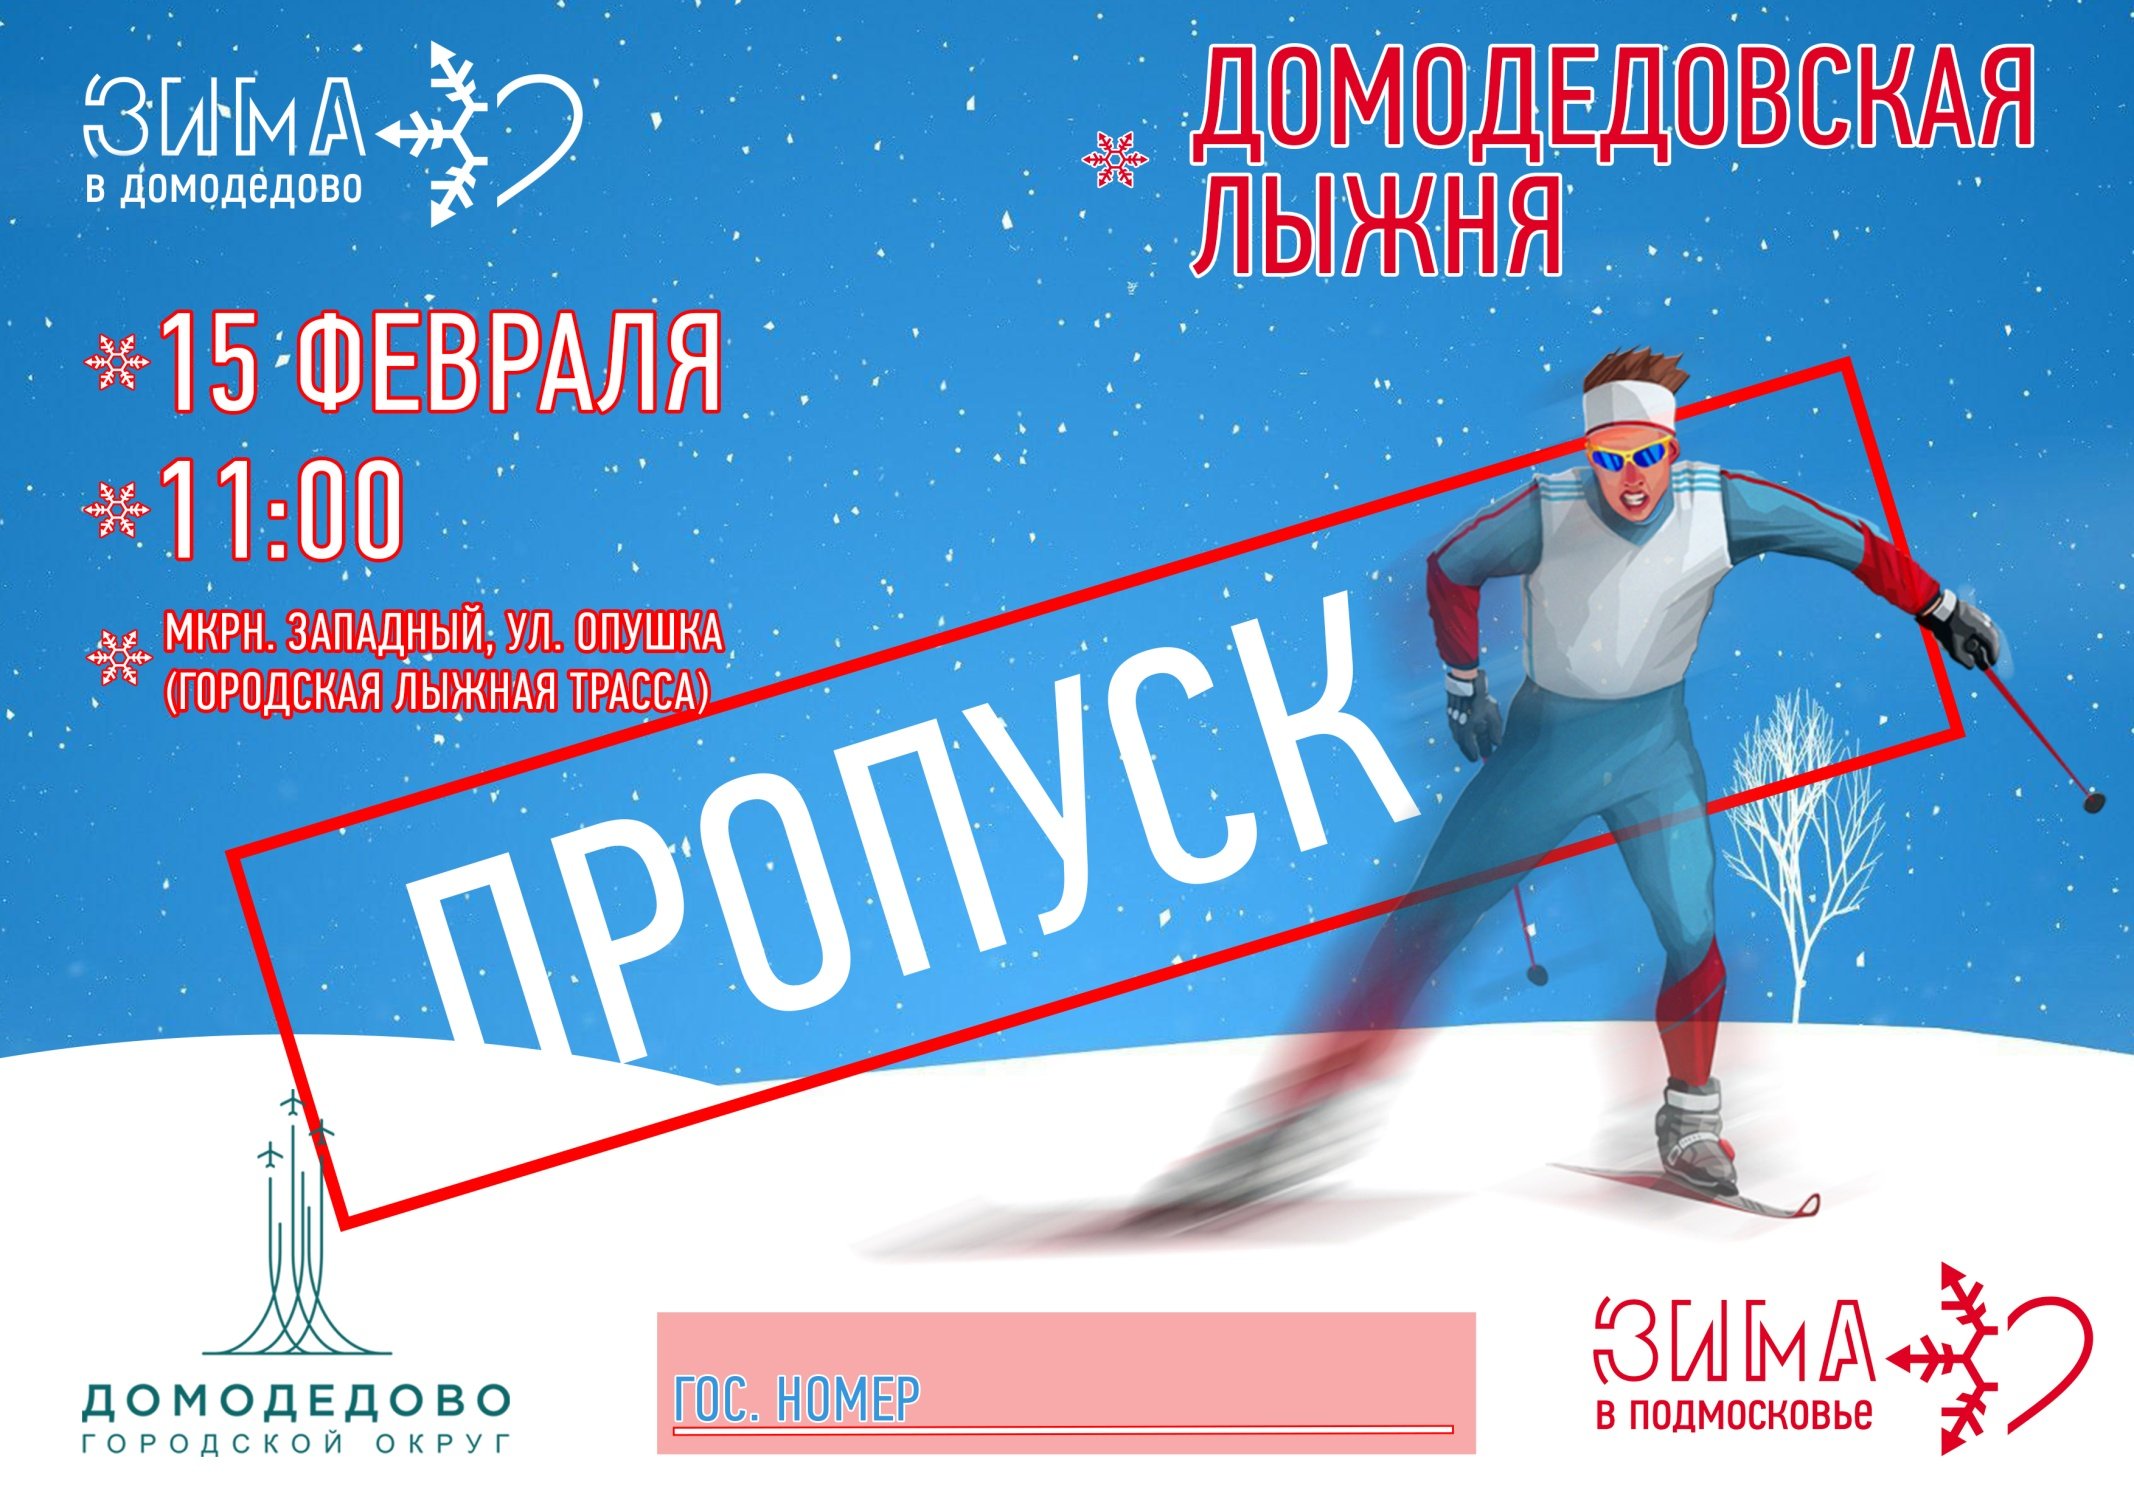 ЗИМА
в домодедово
ДОМОДЕДОВСКАЯ
ЛЫЖНЯ
15 ФЕВРАЛЯ
11:00
МКРН. ЗАПАДНЫЙ, УЛ. ОПУШКА
(ГОРОДСКАЯ ЛЫЖНАЯ ТРАССА)
ПРОПУСК
ДОМОДЕДОВО
ГОРОДСКОЙ ОКРУГ
ГОС. НОМЕР
ЗИМА
в подмосковье